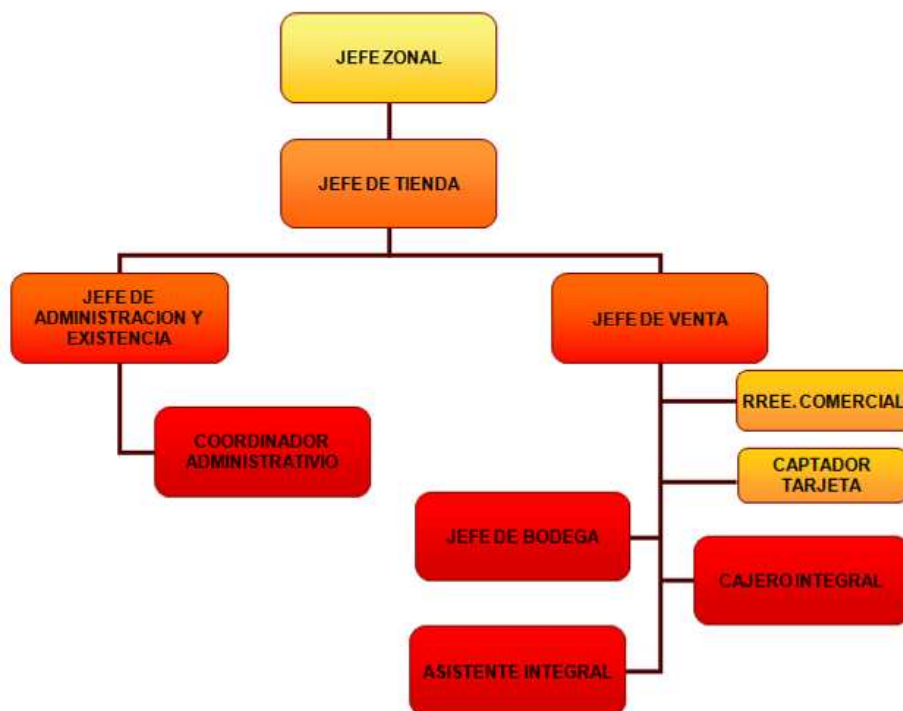 JEFE ZONAL
JEFE DE TIENDA
JEFE DE
ADMINISTRACION Y
EXISTENCIA
JEFE DE VENTA
RREE. COMERCIAL
COORDINADOR
ADMINISTRATIVIO
CAPTADOR
TARJETA
JEFE DE BODEGA
CAJERO INTEGRAL
ASISTENTE INTEGRAL